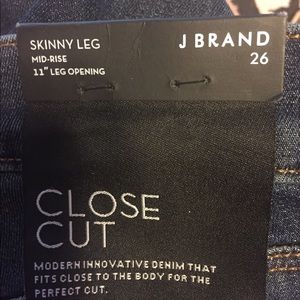 SKINNY LEG
MID-RISE
11" LEG OPENING
J BRAND
26
CLOSE
CUT
MODERN INNOVATIVE DENIM THAT
FITS CLOSE TO THE BODY FOR THE
PERFECT CUT.